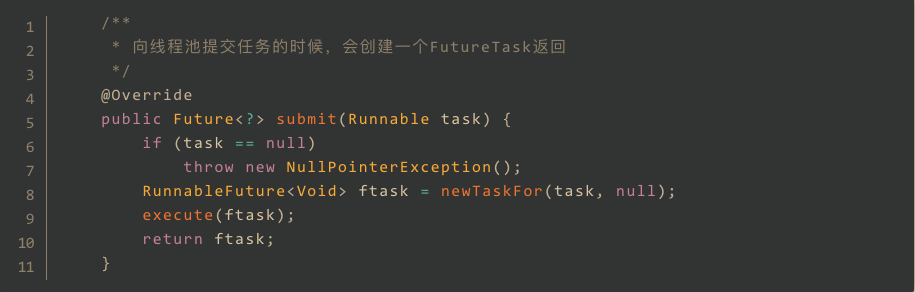 1 /**
2 * 向线程池提交任务的时候，会创建一个FutureTask返回
3 */
4 @Override
5 public Future<?> submit(Runnable task) {
6 if (task == null)
7 throw new NullPointerException();
8 RunnableFuture<Void> ftask = newTaskFor(task, null);
9 execute(ftask);
10 return ftask;
11 }